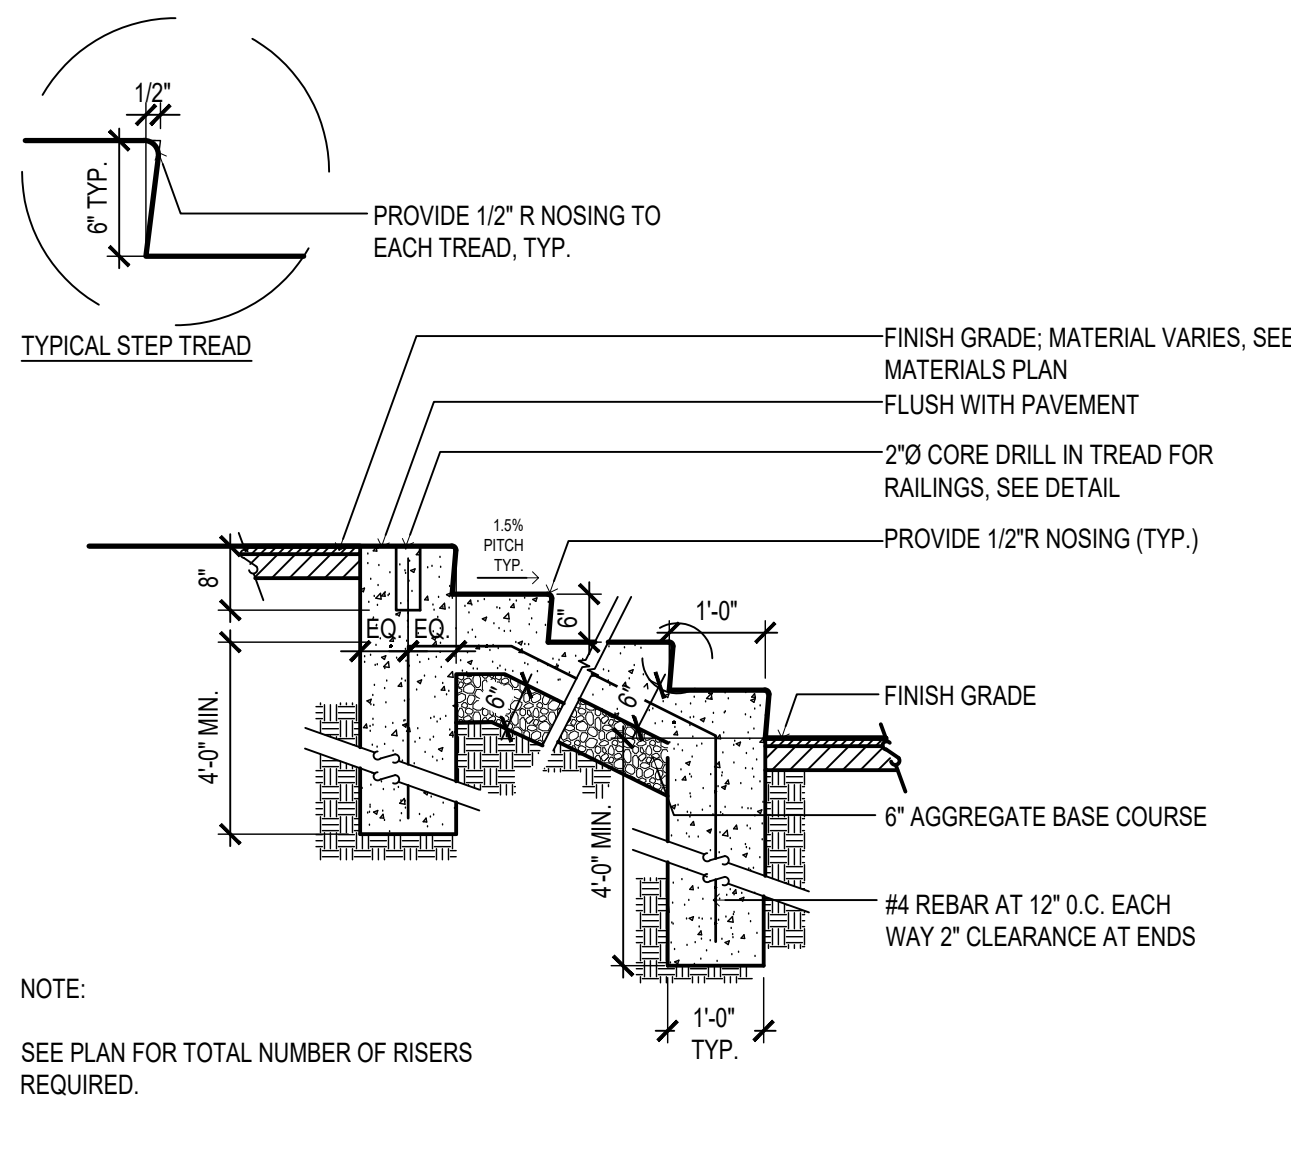 1/2"
6" TYP.
PROVIDE 1/2" R NOSING TO
EACH TREAD, TYP.
TYPICAL STEP TREAD
FINISH GRADE; MATERIAL VARIES, SEE
MATERIALS PLAN
FLUSH WITH PAVEMENT
2"Ø CORE DRILL IN TREAD FOR
RAILINGS, SEE DETAIL
PROVIDE 1/2"R NOSING (TYP.)
1.5%
PITCH
TYP.
8"
6"
1'-0"
EQ. EQ.
4'-0" MIN.
6"
6"
FINISH GRADE
6" AGGREGATE BASE COURSE
4'-0" MIN.
#4 REBAR AT 12" 0.C. EACH
WAY 2" CLEARANCE AT ENDS
1'-0"
TYP.
NOTE:
SEE PLAN FOR TOTAL NUMBER OF RISERS
REQUIRED.